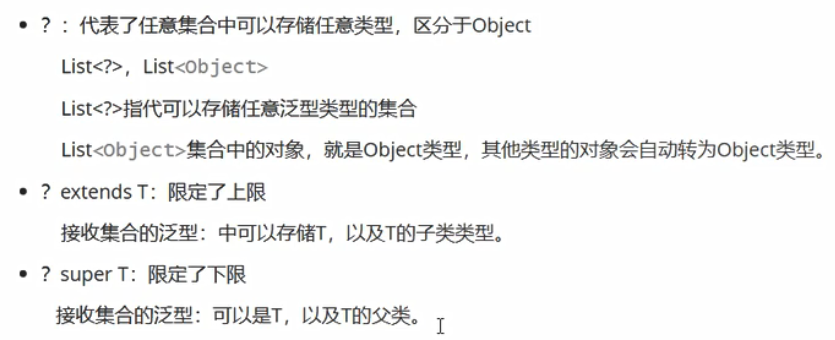 ? ：代表了任意集合中可以存储任意类型，区分于Object
List<?>，List<Object>
List<?>指代可以存储任意泛型类型的集合
List<Object>集合中的对象，就是Object类型，其他类型的对象会自动转为Object类型。
? extends T：限定了上限
接收集合的泛型：中可以存储T，以及T的子类类型。
? super T：限定了下限
接收集合的泛型：可以是T，以及T的父类。